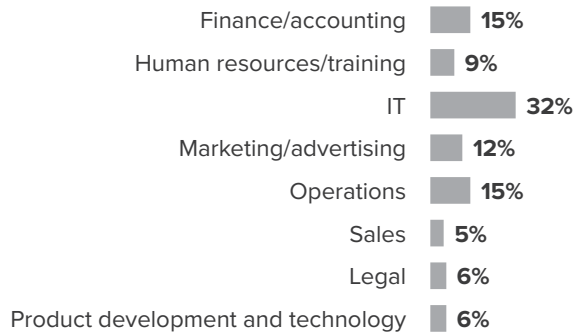 Finance/accounting 15%
Human resources/training 9%
IT 32%
Marketing/advertising 12%
Operations 15%
Sales 5%
Legal 6%
Product development and technology 6%